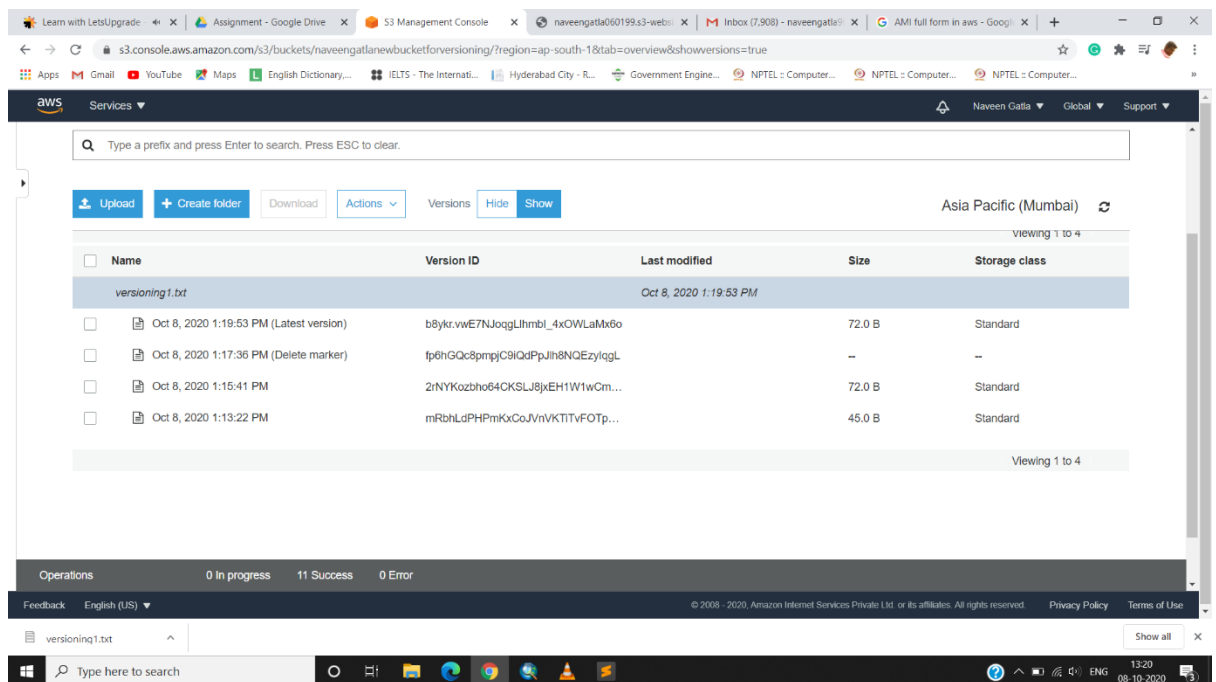 Learn with LetsUpgrade - Assignment - Google Drive S3 Management Console naveengatla060199.s3-websi Inbox (7,908) - naveengatla9 AMI full form in aws - Googl
s3.console.aws.amazon.com/s3/buckets/naveengatlanewbucketforversioning/?region=ap-south-1&tab=overview&showversions=true
Apps Gmail YouTube Maps English Dictionary,... IELTS - The Internati... Hyderabad City - R... Government Engine... NPTEL :: Computer... NPTEL :: Computer... NPTEL :: Computer... »
aws Services Naveen Gatla Global Support
Type a prefix and press Enter to search. Press ESC to clear.
Upload + Create folder Download Actions Versions Hide Show Asia Pacific (Mumbai)
Viewing 1 to 4
Name Version ID Last modified Size Storage class
versioning1.txt Oct 8, 2020 1:19:53 PM
Oct 8, 2020 1:19:53 PM (Latest version) b8ykr.vwE7NJoqgLlhmbI_4xOWLaMx6o 72.0 B Standard
Oct 8, 2020 1:17:36 PM (Delete marker) fp6hGQc8pmpjC9iQdPpJlh8NQEzylqgL -- --
Oct 8, 2020 1:15:41 PM 2rNYKozbho64CKSLJ8jxEH1W1wCm... 72.0 B Standard
Oct 8, 2020 1:13:22 PM mRbhLdPHPmKxCoJVnVKTiTvFOTp... 45.0 B Standard
Viewing 1 to 4
Operations 0 In progress 11 Success 0 Error
Feedback English (US) © 2008 - 2020, Amazon Internet Services Private Ltd. or its affiliates. All rights reserved. Privacy Policy Terms of Use
versioning1.txt Show all
Type here to search ENG 13:20
08-10-2020 3